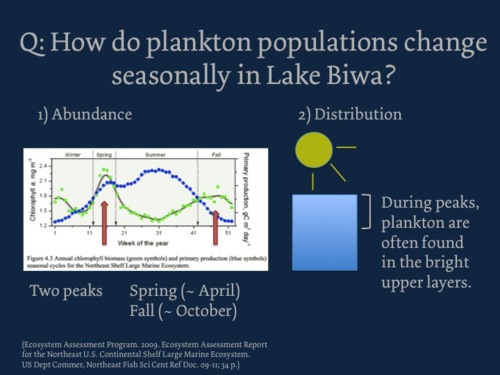 Q: How do plankton populations change
seasonally in Lake Biwa?
1) Abundance
2) Distribution
Winter Spring Summer Fall
Chlorophyll a, mg m-3
2.4
2.1
1.8
1.5
1.2
Primary production, gC m-2 day-1
1 11 21 31 41 51
Week of the year
Figure 4.3 Annual chlorophyll biomass (green symbols) and primary production (blue symbols)
seasonal cycles for the Northeast Shelf Large Marine Ecosystem.
During peaks,
plankton are
often found
in the bright
upper layers.
Two peaks
Spring (~ April)
Fall (~ October)
(Ecosystem Assessment Program. 2009. Ecosystem Assessment Report
for the Northeast U.S. Continental Shelf Large Marine Ecosystem.
US Dept Commer, Northeast Fish Sci Cent Ref Doc. 09-11; 34 p.)